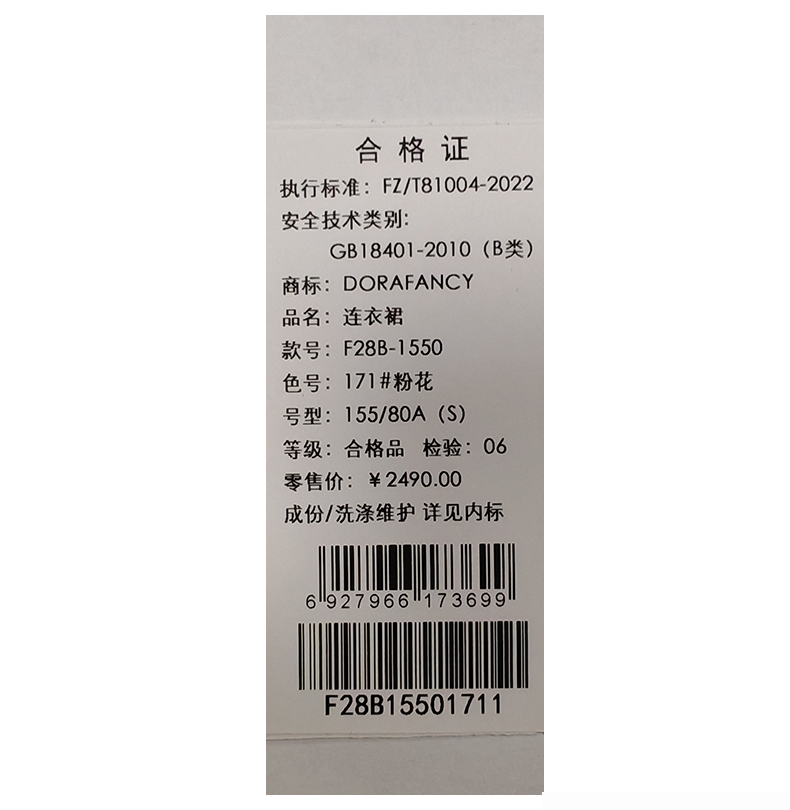 合格证
执行标准：FZ/T81004-2022
安全技术类别：
GB18401-2010（B类）
商标：DORAFANCY
品名：连衣裙
款号：F28B-1550
色号：171#粉花
号型：155/80A（S）
等级：合格品 检验：06
零售价：￥2490.00
成份/洗涤维护 详见内标
6 927966 173699
F28B15501711